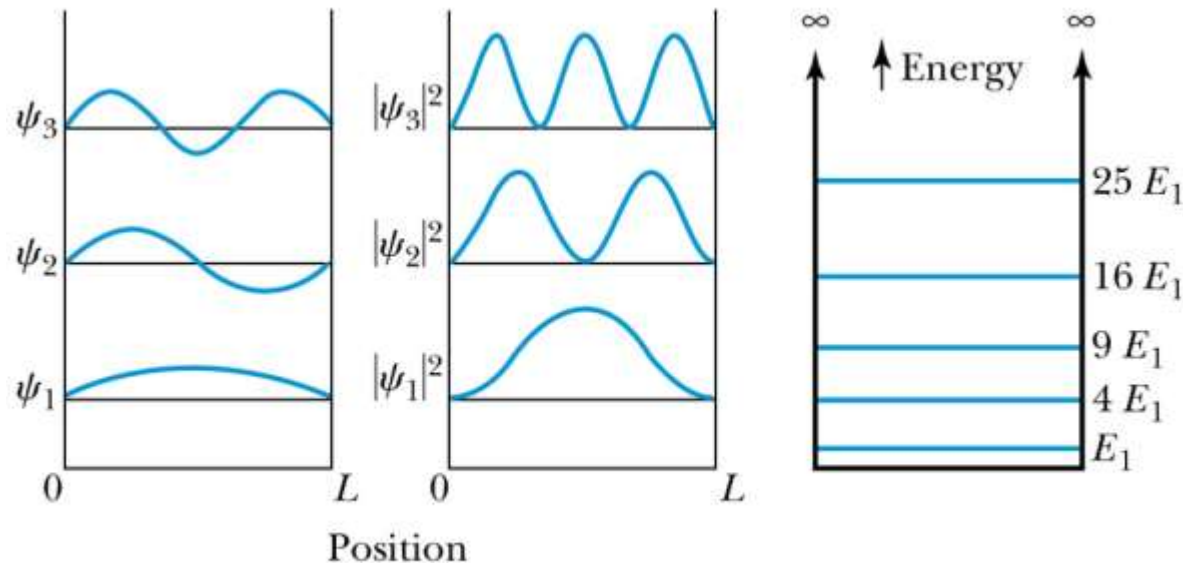 ψ₃
ψ₂
ψ₁
0
L
|ψ₃|²
|ψ₂|²
|ψ₁|²
0
L
Position
∞
∞
Energy
25 E₁
16 E₁
9 E₁
4 E₁
E₁